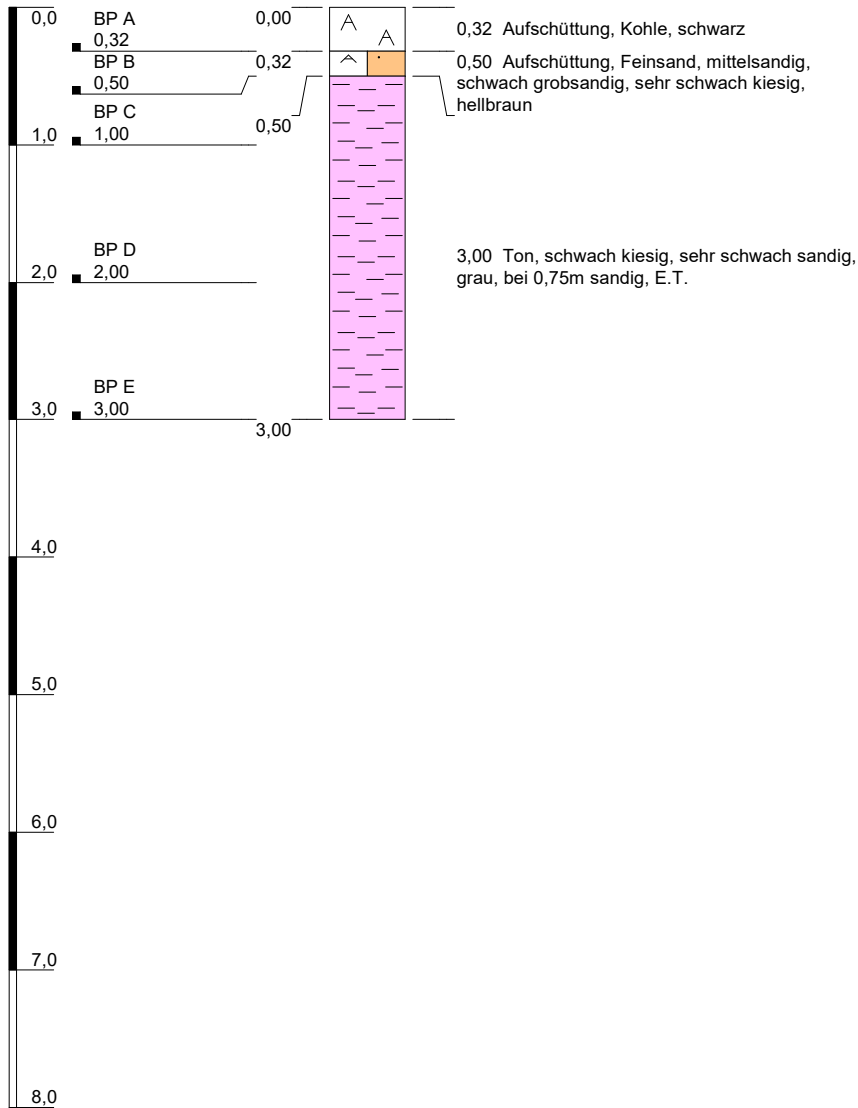 0,0
BP A
0,32
BP B
0,50
BP C
1,00
1,0
BP D
2,00
2,0
BP E
3,00
3,0
4,0
5,0
6,0
7,0
8,0
0,00
0,32
0,50
3,00
A
A
0,32 Aufschüttung, Kohle, schwarz
0,50 Aufschüttung, Feinsand, mittelsandig,
schwach grobsandig, sehr schwach kiesig,
hellbraun
3,00 Ton, schwach kiesig, sehr schwach sandig,
grau, bei 0,75m sandig, E.T.